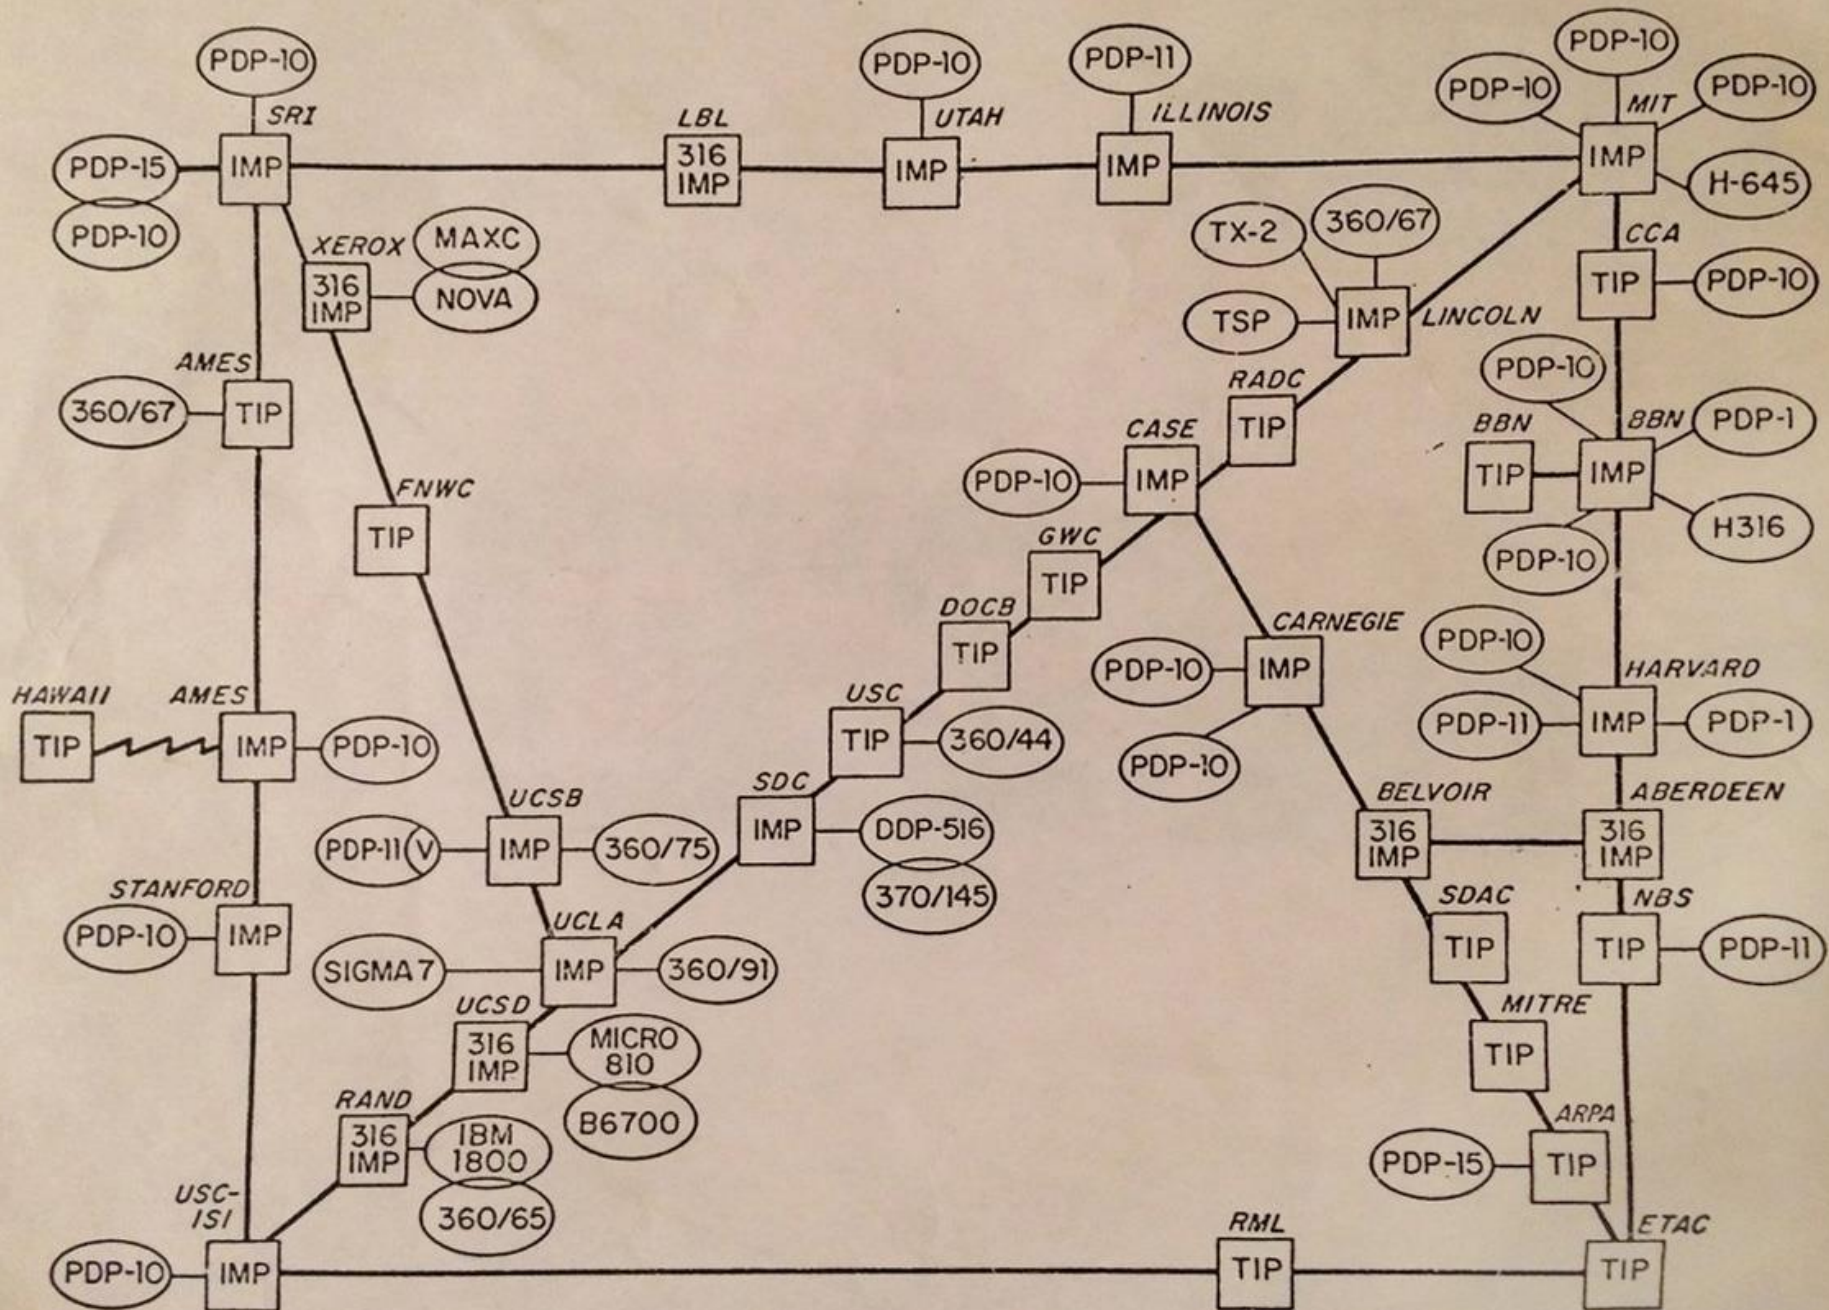 PDP-10
PDP-10
PDP-11
PDP-10
PDP-10
PDP-10
SRI
LBL
UTAH
ILLINOIS
MIT
PDP-15
IMP
316
IMP
IMP
IMP
IMP
H-645
PDP-10
XEROX
MAXC
NOVA
316
IMP
TX-2
360/67
TSP
IMP
LINCOLN
CCA
TIP
PDP-10
AMES
360/67
TIP
RADC
TIP
CASE
PDP-10
IMP
PDP-10
BBN
TIP
BBN
IMP
PDP-1
H316
PDP-10
FNWC
TIP
GWC
TIP
DOCB
TIP
CARNEGIE
PDP-10
IMP
PDP-10
PDP-10
HARVARD
PDP-11
IMP
PDP-1
HAWAII
TIP
AMES
IMP
PDP-10
USC
TIP
360/44
UCSB
PDP-11
V
IMP
360/75
SDC
IMP
DDP-516
370/145
BELVOIR
316
IMP
ABERDEEN
316
IMP
STANFORD
PDP-10
IMP
UCLA
SIGMA 7
IMP
360/91
SDAC
TIP
NBS
TIP
PDP-11
UCSD
316
IMP
MICRO
810
B6700
MITRE
TIP
RAND
316
IMP
IBM
1800
360/65
ARPA
PDP-15
TIP
USC-
ISI
PDP-10
IMP
RML
TIP
ETAC
TIP